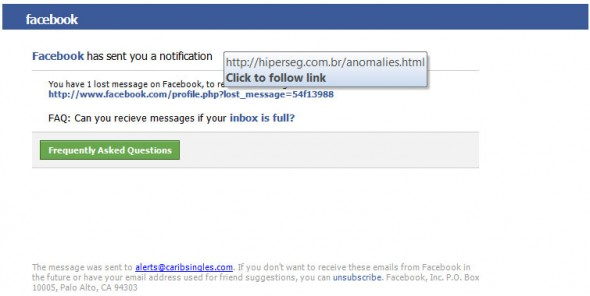 facebook
Facebook has sent you a notification
http://hiperseg.com.br/anomalies.html
Click to follow link
You have 1 lost message on Facebook, to re
http://www.facebook.com/profile.php?lost_message=54f13988
FAQ: Can you recieve messages if your inbox is full?
Frequently Asked Questions
The message was sent to alerts@caribsingles.com. If you don't want to receive these emails from Facebook in
the future or have your email address used for friend suggestions, you can unsubscribe. Facebook, Inc. P.O. Box
10005, Palo Alto, CA 94303